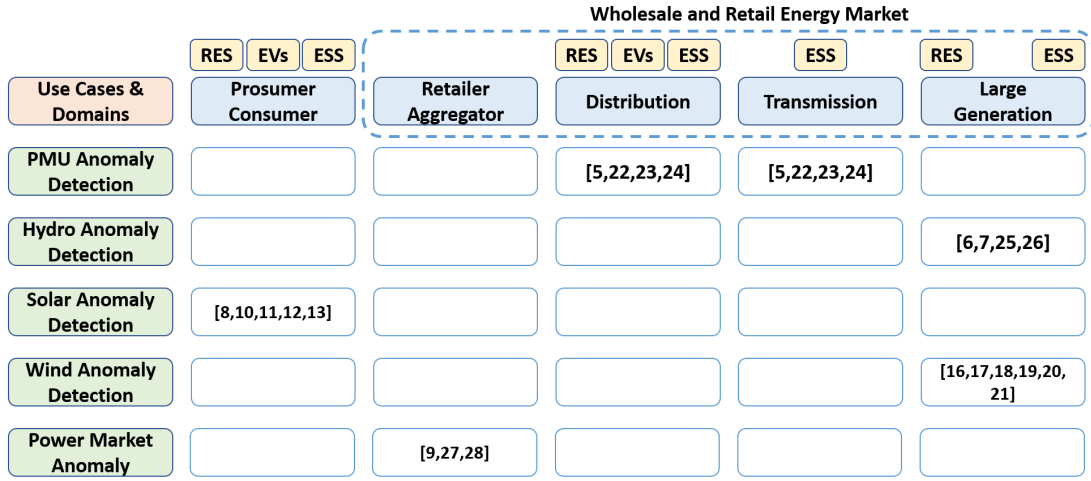 Wholesale and Retail Energy Market
RES EVs ESS RES EVs ESS ESS RES ESS
Use Cases &
Domains
Prosumer
Consumer
Retailer
Aggregator
Distribution
Transmission
Large
Generation
PMU Anomaly
Detection
[5,22,23,24]
[5,22,23,24]
Hydro Anomaly
Detection
[6,7,25,26]
Solar Anomaly
Detection
[8,10,11,12,13]
Wind Anomaly
Detection
[16,17,18,19,20,
21]
Power Market
Anomaly
[9,27,28]